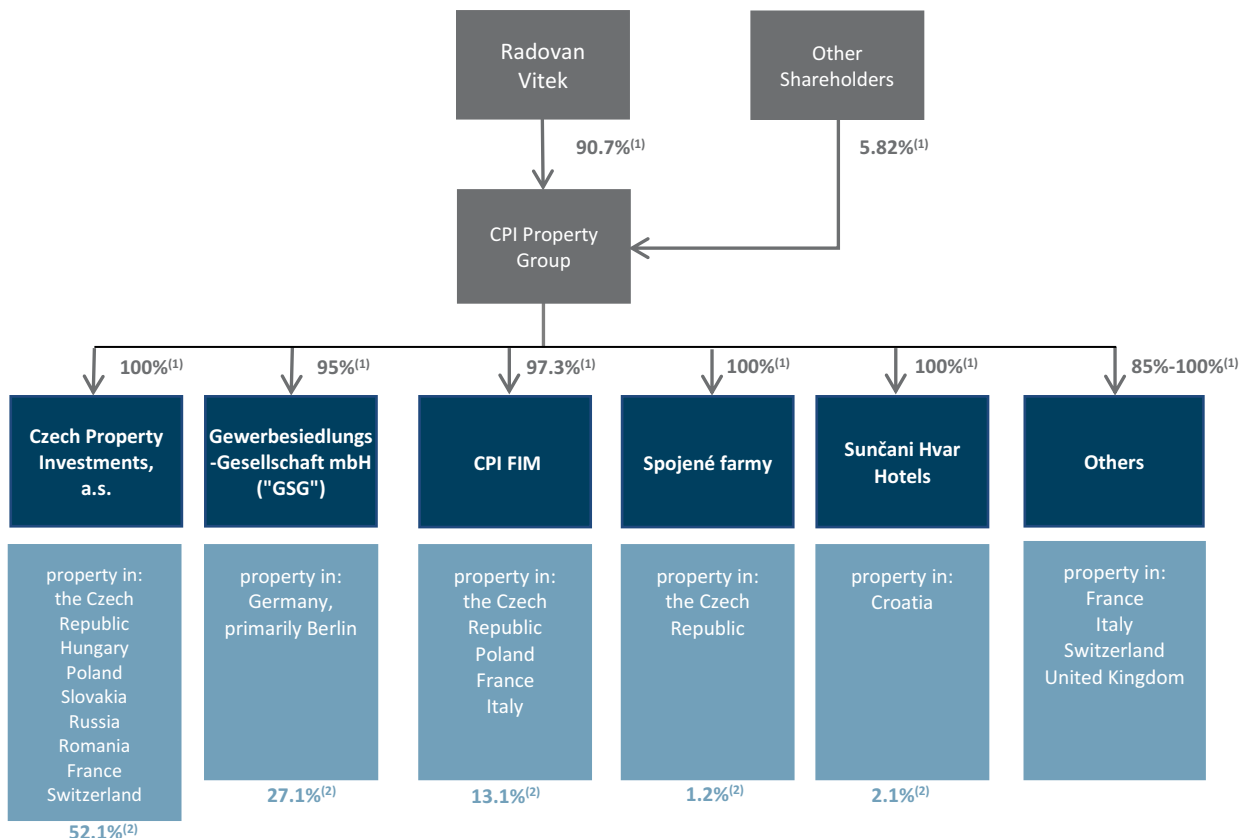 Radovan
Vitek
Other
Shareholders
90.7%(1)
5.82%(1)
CPI Property
Group
100%(1)
95%(1)
97.3%(1)
100%(1)
100%(1)
85%-100%(1)
Czech Property
Investments,
a.s.
Gewerbesiedlungs
-Gesellschaft mbH
("GSG")
CPI FIM
Spojené farmy
Sunčani Hvar
Hotels
Others
property in:
the Czech
Republic
Hungary
Poland
Slovakia
Russia
Romania
France
Switzerland
property in:
Germany,
primarily Berlin
property in:
the Czech
Republic
Poland
France
Italy
property in:
the Czech
Republic
property in:
Croatia
property in:
France
Italy
Switzerland
United Kingdom
52.1%(2)
27.1%(2)
13.1%(2)
1.2%(2)
2.1%(2)